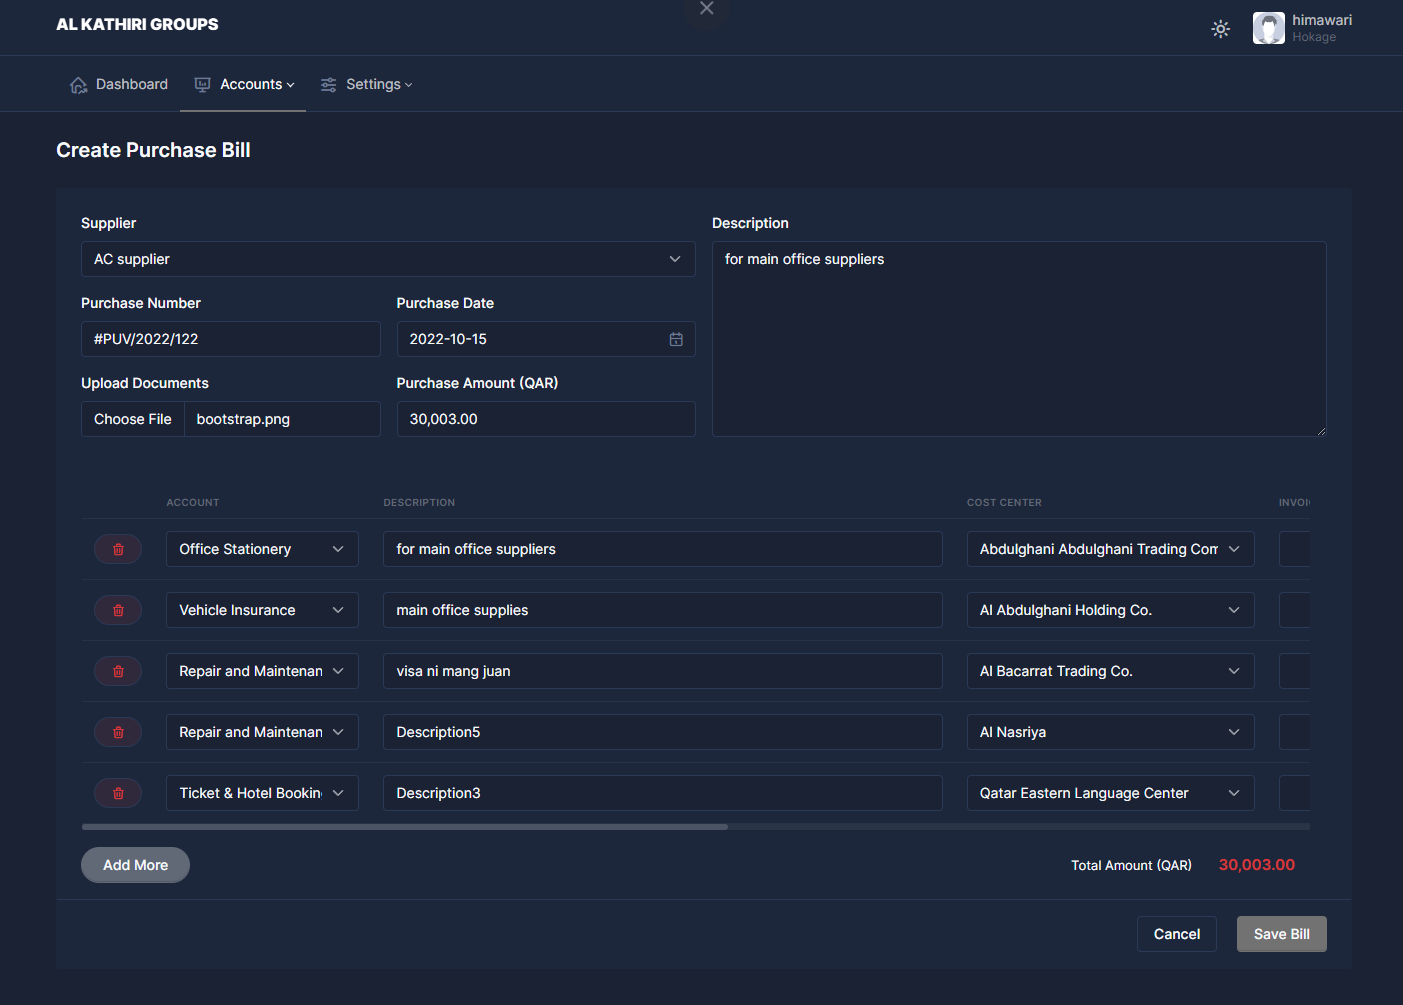 AL KATHIRI GROUPS
himawari
Hokage
Dashboard Accounts Settings
Create Purchase Bill
Supplier
AC supplier
Description
for main office suppliers
Purchase Number
#PUV/2022/122
Purchase Date
2022-10-15
Upload Documents
Choose File bootstrap.png
Purchase Amount (QAR)
30,003.00
ACCOUNT DESCRIPTION COST CENTER INVOI
Office Stationery for main office suppliers Abdulghani Abdulghani Trading Com
Vehicle Insurance main office supplies Al Abdulghani Holding Co.
Repair and Maintenan visa ni mang juan Al Bacarrat Trading Co.
Repair and Maintenan Description5 Al Nasriya
Ticket & Hotel Bookin Description3 Qatar Eastern Language Center
Add More Total Amount (QAR) 30,003.00
Cancel Save Bill